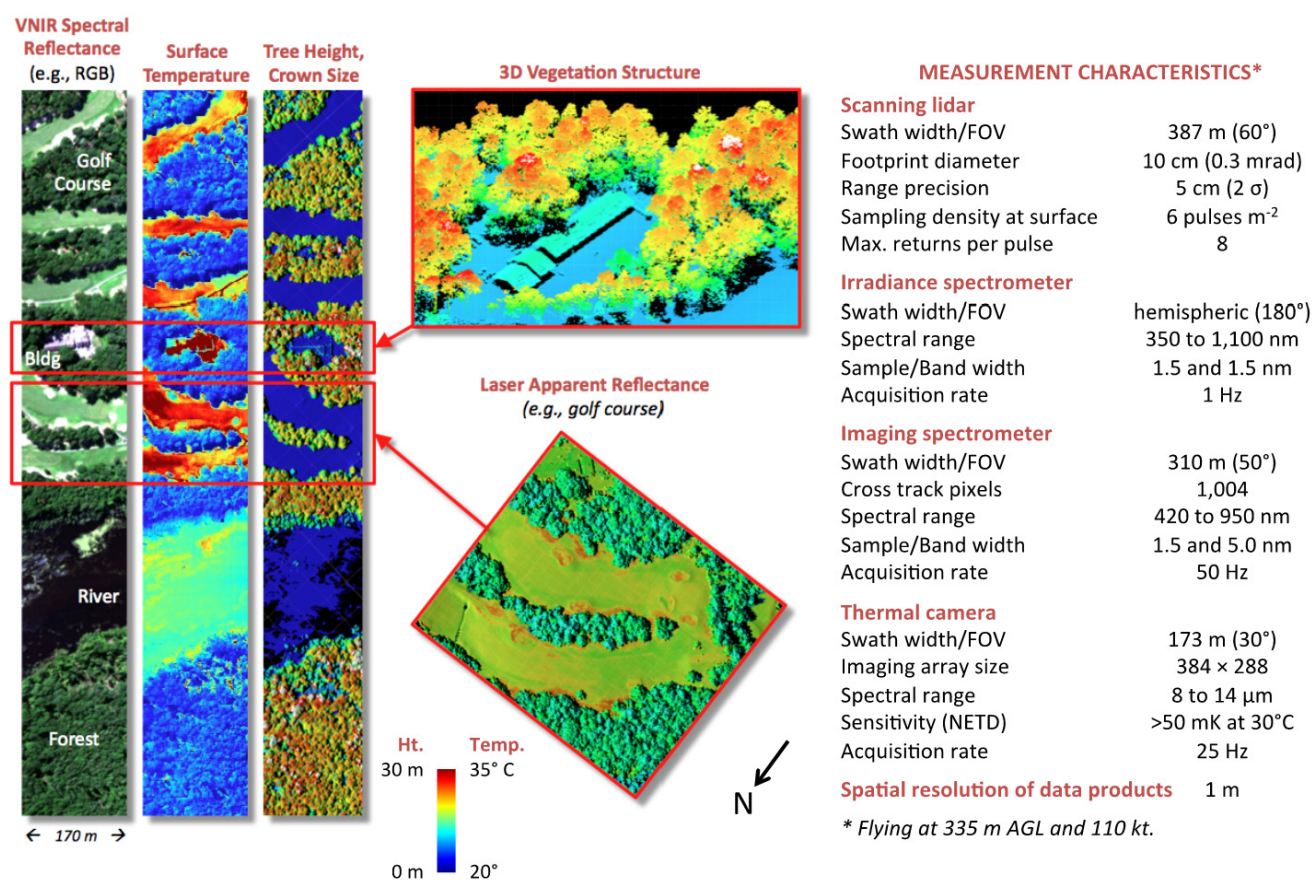 VNIR Spectral
Reflectance
(e.g., RGB)
Surface
Temperature
Tree Height,
Crown Size
Golf
Course
Bldg
River
Forest
← 170 m →
3D Vegetation Structure
Laser Apparent Reflectance
(e.g., golf course)
Ht. Temp.
30 m 35° C
0 m 20°
N
MEASUREMENT CHARACTERISTICS*
Scanning lidar
Swath width/FOV 387 m (60°)
Footprint diameter 10 cm (0.3 mrad)
Range precision 5 cm (2 σ)
Sampling density at surface 6 pulses m⁻²
Max. returns per pulse 8
Irradiance spectrometer
Swath width/FOV hemispheric (180°)
Spectral range 350 to 1,100 nm
Sample/Band width 1.5 and 1.5 nm
Acquisition rate 1 Hz
Imaging spectrometer
Swath width/FOV 310 m (50°)
Cross track pixels 1,004
Spectral range 420 to 950 nm
Sample/Band width 1.5 and 5.0 nm
Acquisition rate 50 Hz
Thermal camera
Swath width/FOV 173 m (30°)
Imaging array size 384 × 288
Spectral range 8 to 14 µm
Sensitivity (NETD) >50 mK at 30°C
Acquisition rate 25 Hz
Spatial resolution of data products 1 m
* Flying at 335 m AGL and 110 kt.